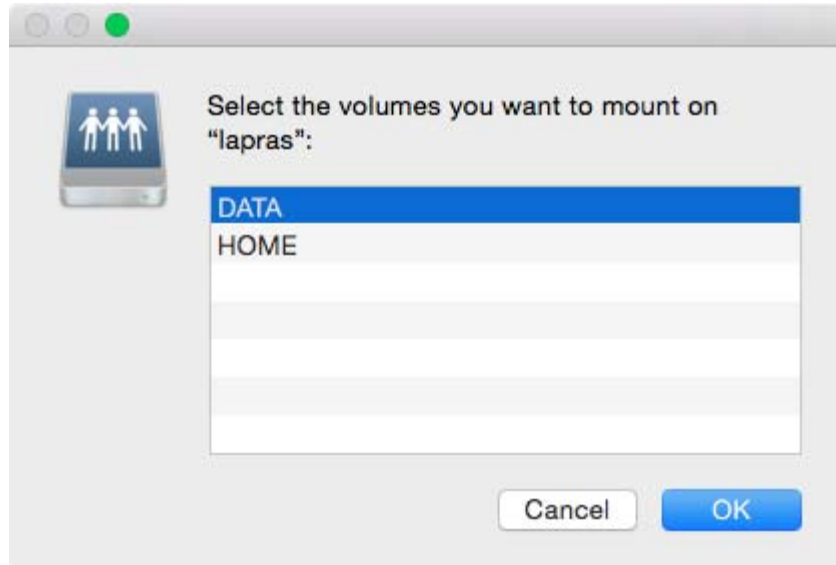 Select the volumes you want to mount on
“lapras”:
DATA
HOME
Cancel
OK